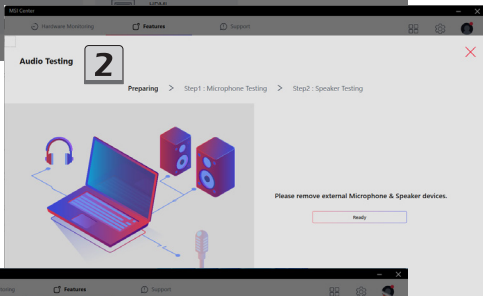 MSI Center
Hardware Monitoring Features Support
Audio Testing 2
Preparing > Step1 : Microphone Testing > Step2 : Speaker Testing
Please remove external Microphone & Speaker devices.
Ready
Features Support